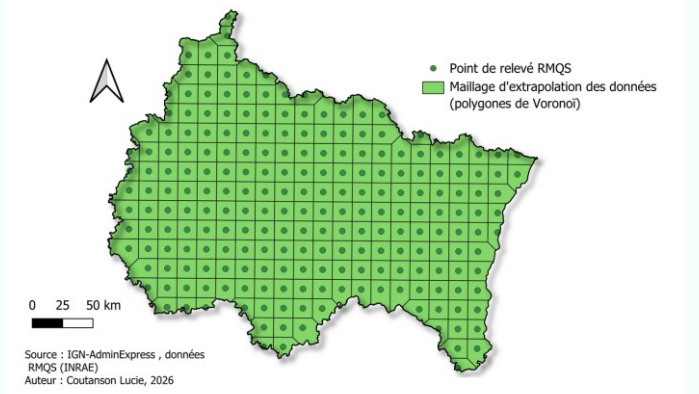 Point de relevé RMQS
Maillage d'extrapolation des données
(polygones de Voronoï)
0 25 50 km
Source : IGN-AdminExpress , données
RMQS (INRAE)
Auteur : Coutanson Lucie, 2026